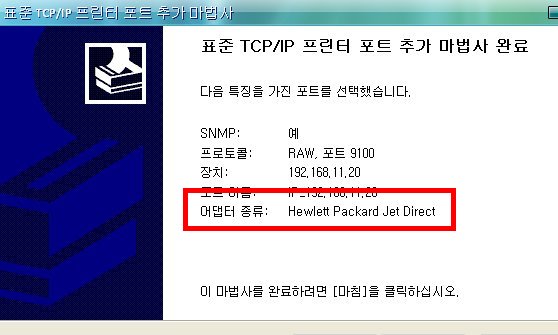 표준 TCP/IP 프린터 포트 추가 마법사
표준 TCP/IP 프린터 포트 추가 마법사 완료
다음 특징을 가진 포트를 선택했습니다.
SNMP: 예
프로토콜: RAW, 포트 9100
장치: 192.168.11.20
포트 이름: IP_192.168.11.20
어댑터 종류: Hewlett Packard Jet Direct
이 마법사를 완료하려면 [마침]을 클릭하십시오.